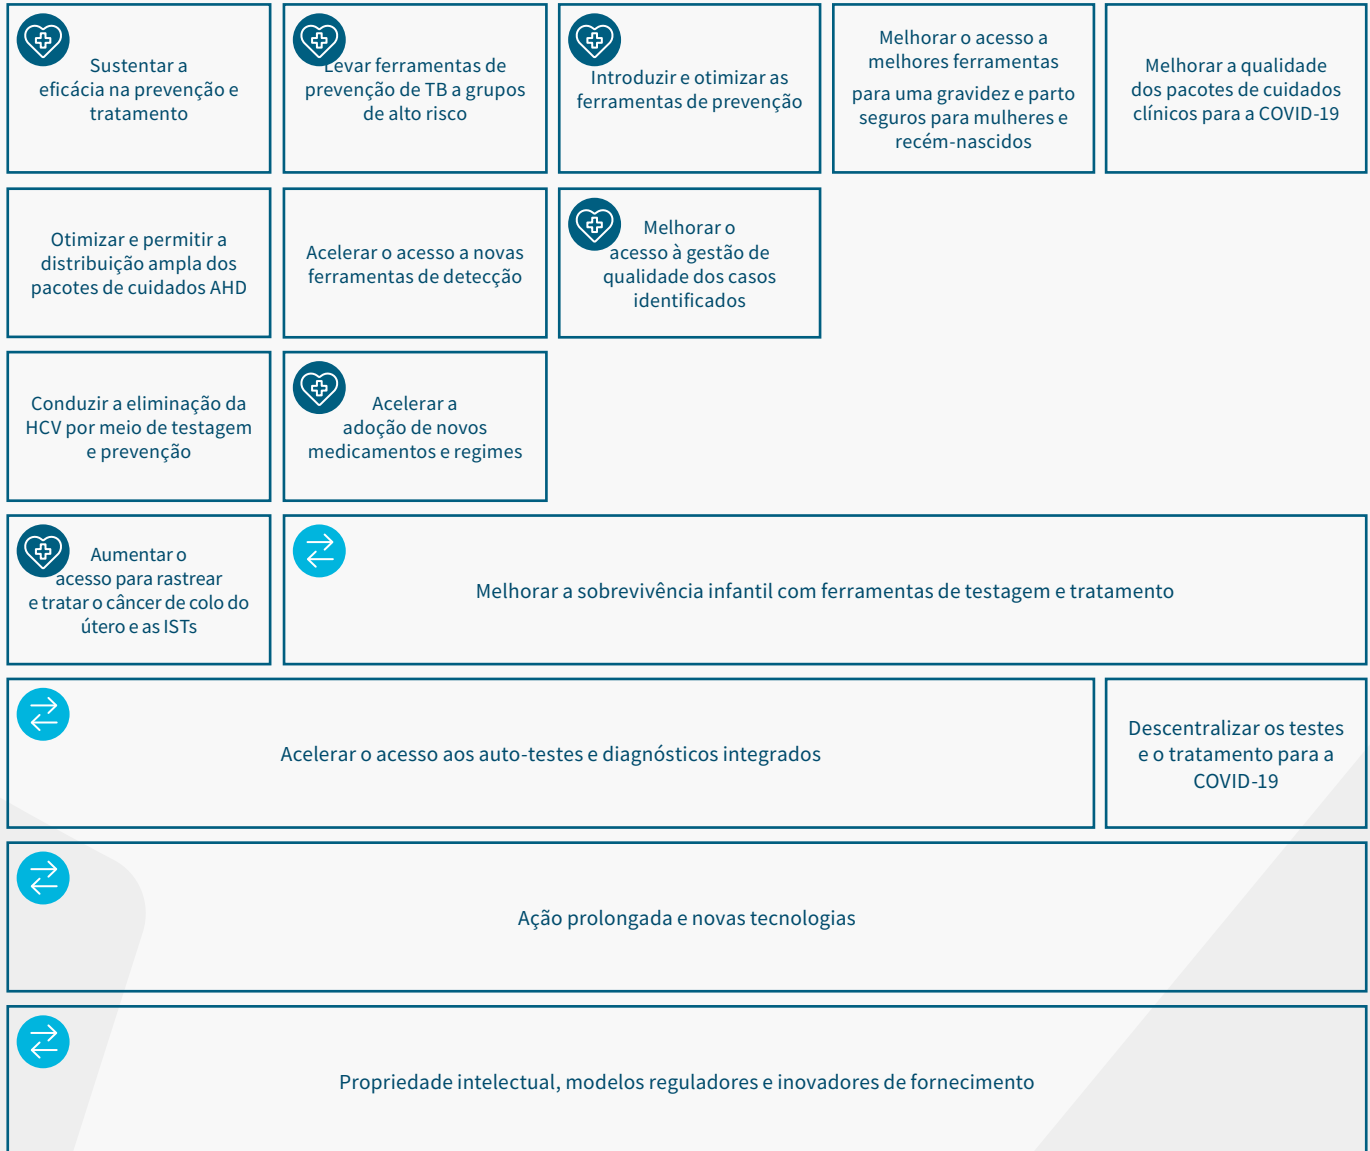 Sustentar a
eficácia na prevenção e
tratamento
Levar ferramentas de
prevenção de TB a grupos
de alto risco
Introduzir e otimizar as
ferramentas de prevenção
Melhorar o acesso a
melhores ferramentas
para uma gravidez e parto
seguros para mulheres e
recém-nascidos
Melhorar a qualidade
dos pacotes de cuidados
clínicos para a COVID-19
Otimizar e permitir a
distribuição ampla dos
pacotes de cuidados AHD
Acelerar o acesso a novas
ferramentas de detecção
Melhorar o
acesso à gestão de
qualidade dos casos
identificados
Conduzir a eliminação da
HCV por meio de testagem
e prevenção
Acelerar a
adoção de novos
medicamentos e regimes
Aumentar o
acesso para rastrear
e tratar o câncer de colo do
útero e as ISTs
Melhorar a sobrevivência infantil com ferramentas de testagem e tratamento
Acelerar o acesso aos auto-testes e diagnósticos integrados
Descentralizar os testes
e o tratamento para a
COVID-19
Ação prolongada e novas tecnologias
Propriedade intelectual, modelos reguladores e inovadores de fornecimento